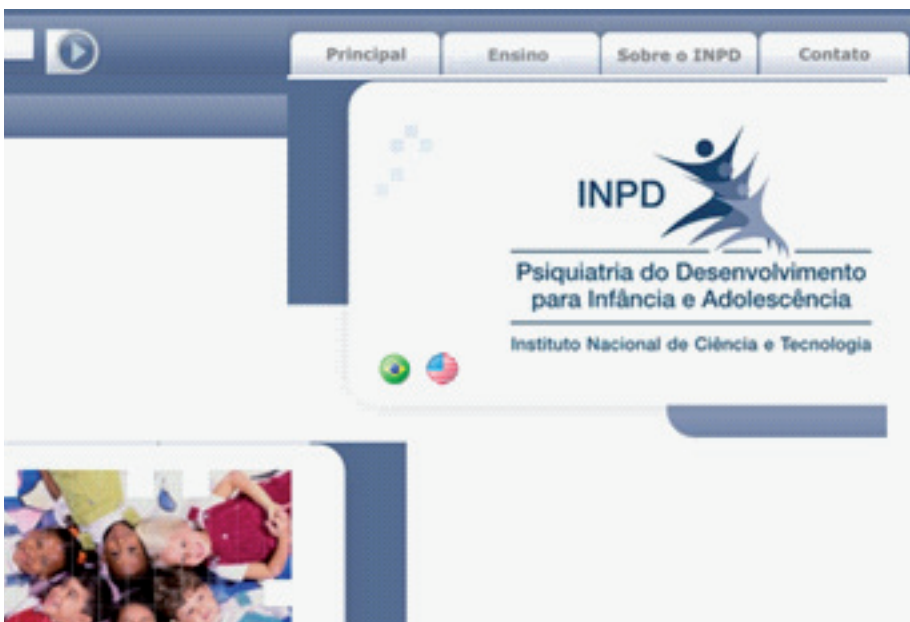 Principal Ensino Sobre o INPD Contato
INPD
Psiquiatria do Desenvolvimento
para Infância e Adolescência
Instituto Nacional de Ciência e Tecnologia